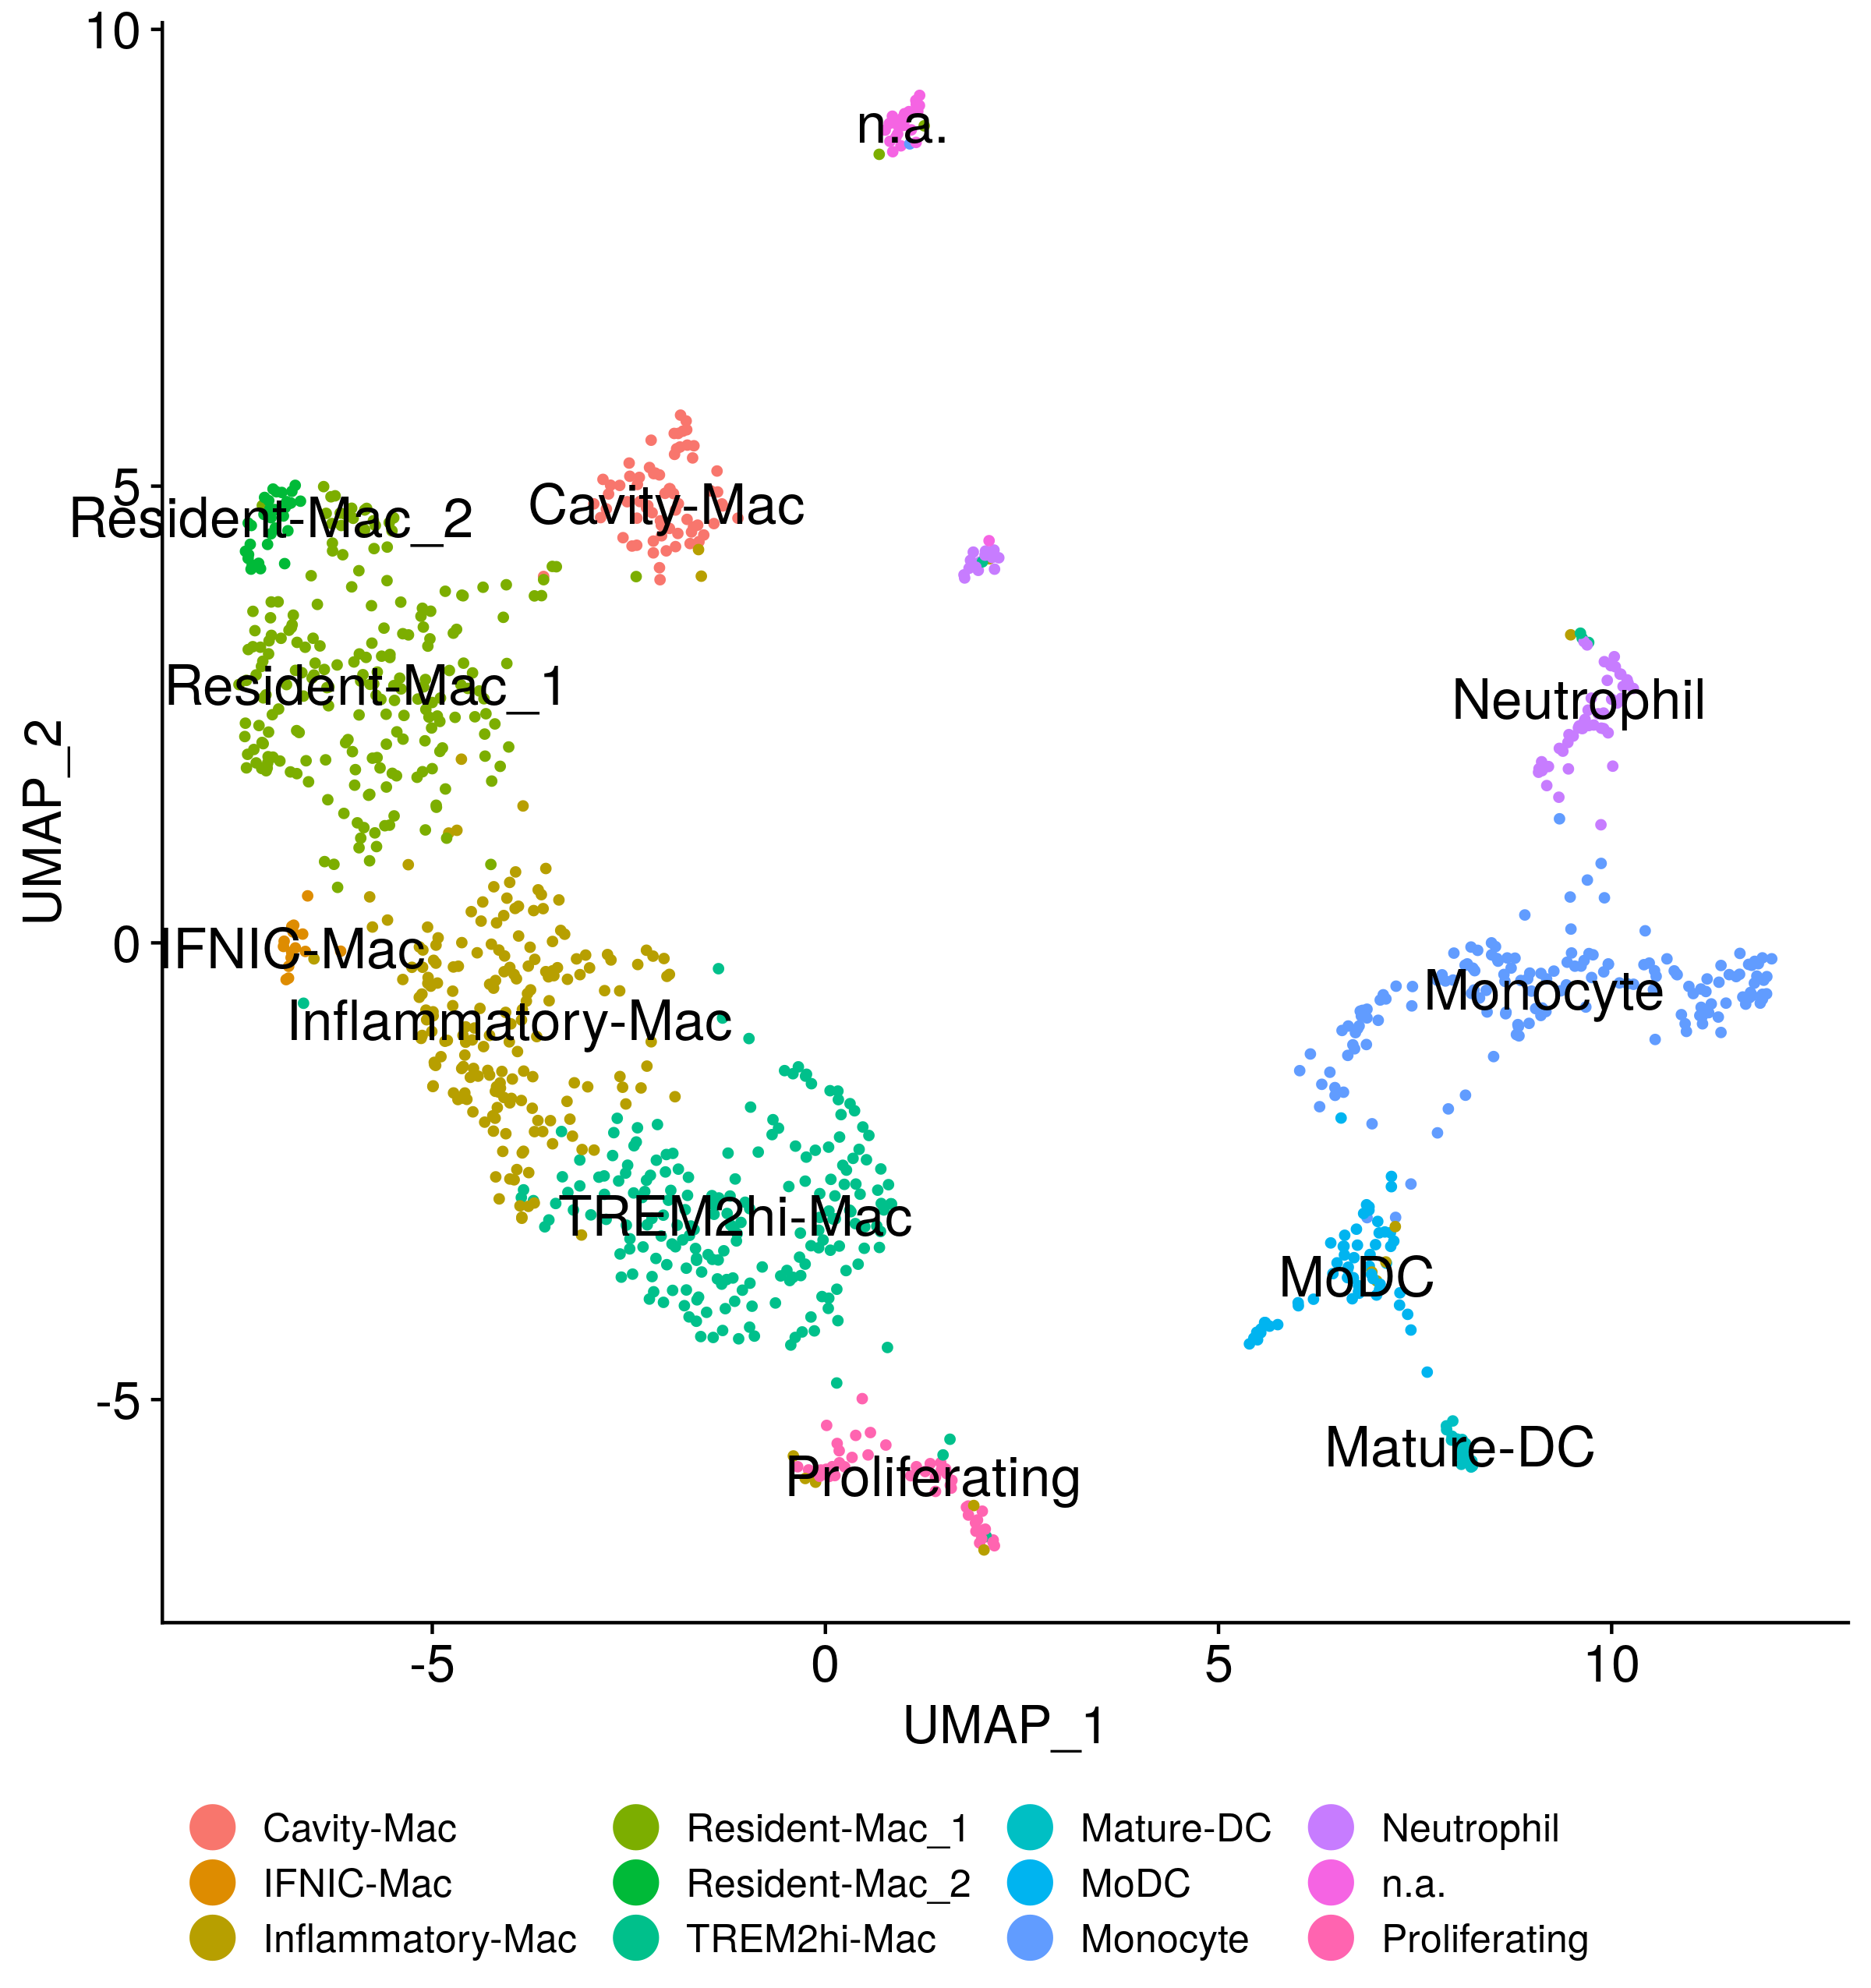 10
5
0
-5
UMAP_2
n.a.
Cavity-Mac
Resident-Mac_2
Resident-Mac_1
Neutrophil
IFNIC-Mac
Monocyte
Inflammatory-Mac
TREM2hi-Mac
MoDC
Mature-DC
Proliferating
-5 0 5 10
UMAP_1
Cavity-Mac Resident-Mac_1 Mature-DC Neutrophil
IFNIC-Mac Resident-Mac_2 MoDC n.a.
Inflammatory-Mac TREM2hi-Mac Monocyte Proliferating